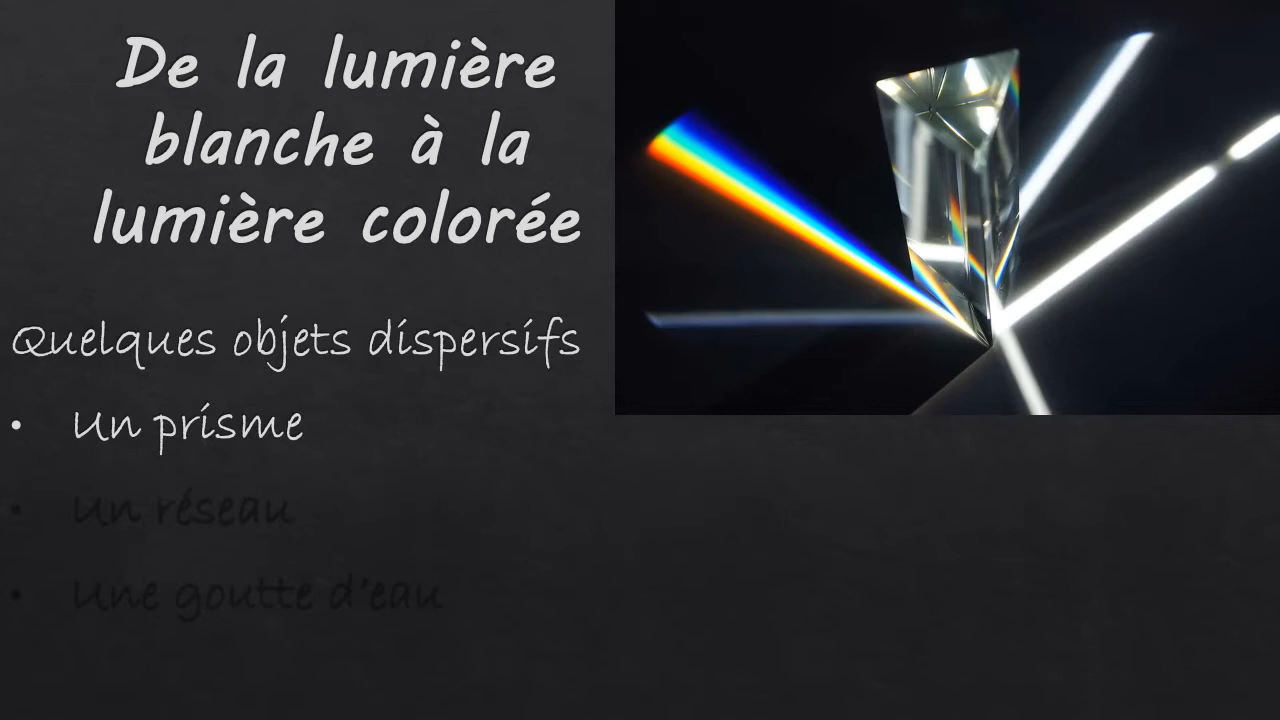 De la lumière
blanche à la
lumière colorée
Quelques objets dispersifs
• Un prisme
• Un réseau
• Une goutte d'eau